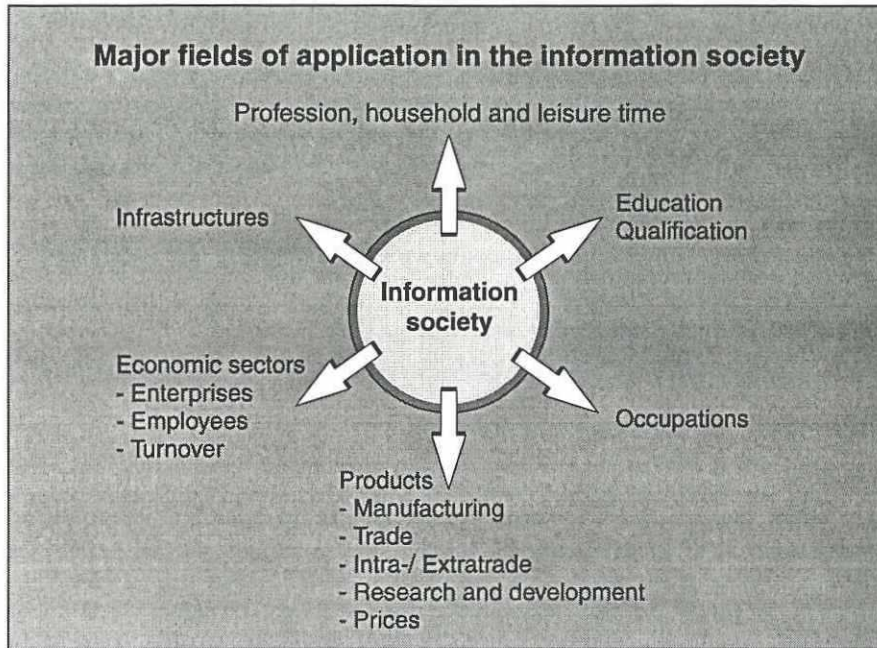 Major fields of application in the information society
Profession, household and leisure time
Infrastructures
Education
Qualification
Information
society
Economic sectors
- Enterprises
- Employees
- Turnover
Occupations
Products
- Manufacturing
- Trade
- Intra-/ Extratrade
- Research and development
- Prices